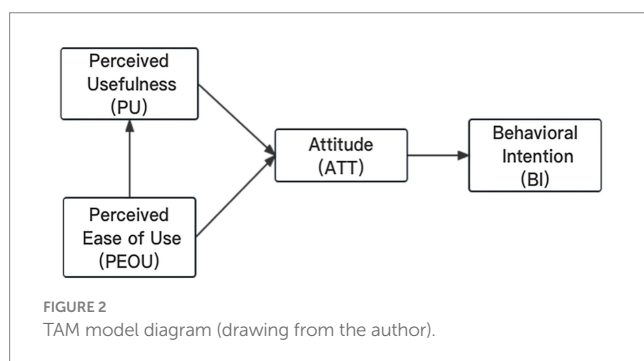 Perceived
Usefulness
(PU)
Attitude
(ATT)
Behavioral
Intention
(BI)
Perceived
Ease of Use
(PEOU)
FIGURE 2
TAM model diagram (drawing from the author).